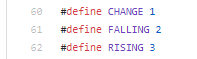 60 #define CHANGE 1
61 #define FALLING 2
62 #define RISING 3